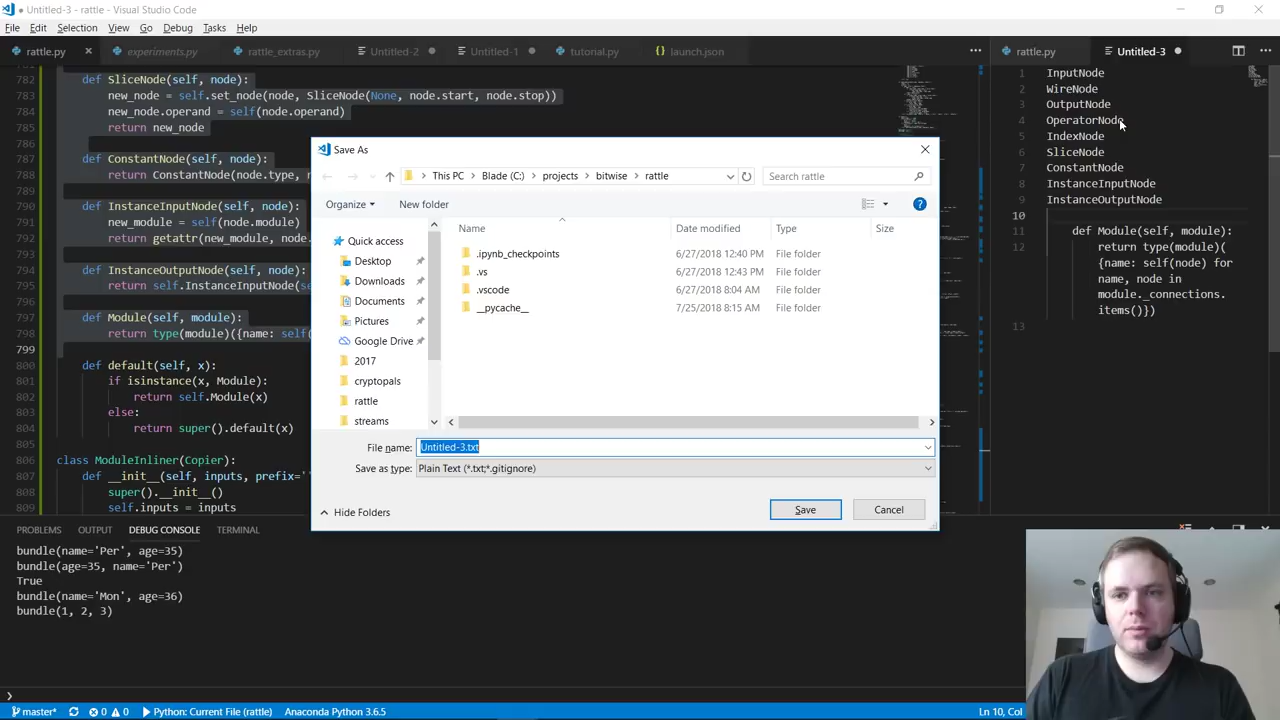 ● Untitled-3 - rattle - Visual Studio Code
File Edit Selection View Go Debug Tasks Help
rattle.py × experiments.py rattle_extras.py Untitled-2 Untitled-1 tutorial.py launch.json
782 def SliceNode(self, node):
783 new_node = self.set_node(node, SliceNode(None, node.start, node.stop))
784 new_node.operand = self(node.operand)
785 return new_node
786
787 def ConstantNode(self, node):
788 return ConstantNode(node.type,
789
790 def InstanceInputNode(self, node):
791 new_module = self(node.module)
792 return getattr(new_module, node.
793
794 def InstanceOutputNode(self, node):
795 return self.InstanceInputNode(
796
797 def Module(self, module):
798 return type(module)({name: self(
799
800 def default(self, x):
801 if isinstance(x, Module):
802 return self.Module(x)
803 else:
804 return super().default(x)
805
806 class ModuleInliner(Copier):
807 def __init__(self, inputs, prefix=''
808 super().__init__()
809 self.inputs = inputs
rattle.py Untitled-3
1 InputNode
2 WireNode
3 OutputNode
4 OperatorNode
5 IndexNode
6 SliceNode
7 ConstantNode
8 InstanceInputNode
9 InstanceOutputNode
10
11 def Module(self, module):
12 return type(module)(
{name: self(node) for
name, node in
module._connections.
items()})
13
Save As
This PC > Blade (C:) > projects > bitwise > rattle
Search rattle
Organize New folder
Name Date modified Type Size
Quick access
Desktop
Downloads
Documents
Pictures
Google Drive
2017
cryptopals
rattle
streams
.ipynb_checkpoints 6/27/2018 12:40 PM File folder
.vs 6/27/2018 12:43 PM File folder
.vscode 6/27/2018 8:04 AM File folder
__pycache__ 7/25/2018 8:15 AM File folder
File name: Untitled-3.txt
Save as type: Plain Text (*.txt;*.gitignore)
Hide Folders
Save Cancel
PROBLEMS OUTPUT DEBUG CONSOLE TERMINAL
bundle(name='Per', age=35)
bundle(age=35, name='Per')
True
bundle(name='Mon', age=36)
bundle(1, 2, 3)
master* 0 0 Python: Current File (rattle) Anaconda Python 3.6.5
Ln 10, Col